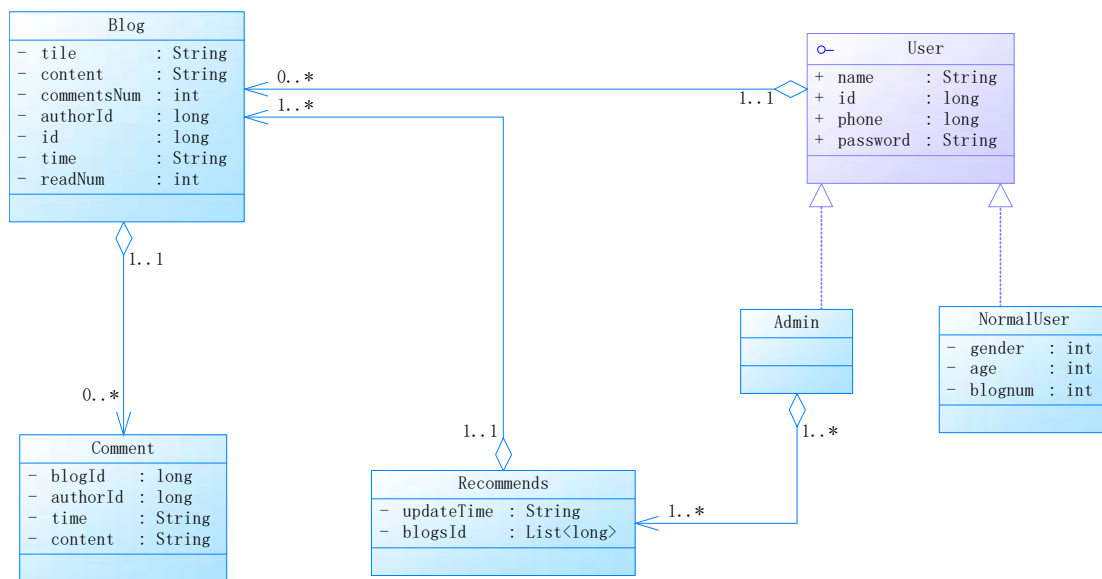 Blog
- tile : String
- content : String
- commentsNum : int
- authorId : long
- id : long
- time : String
- readNum : int
User
+ name : String
+ id : long
+ phone : long
+ password : String
0..*
1..1
1..*
1..1
0..*
Admin
NormalUser
- gender : int
- age : int
- blognum : int
1..*
1..1
Comment
- blogId : long
- authorId : long
- time : String
- content : String
Recommends
- updateTime : String
- blogsId : List<long>
1..*